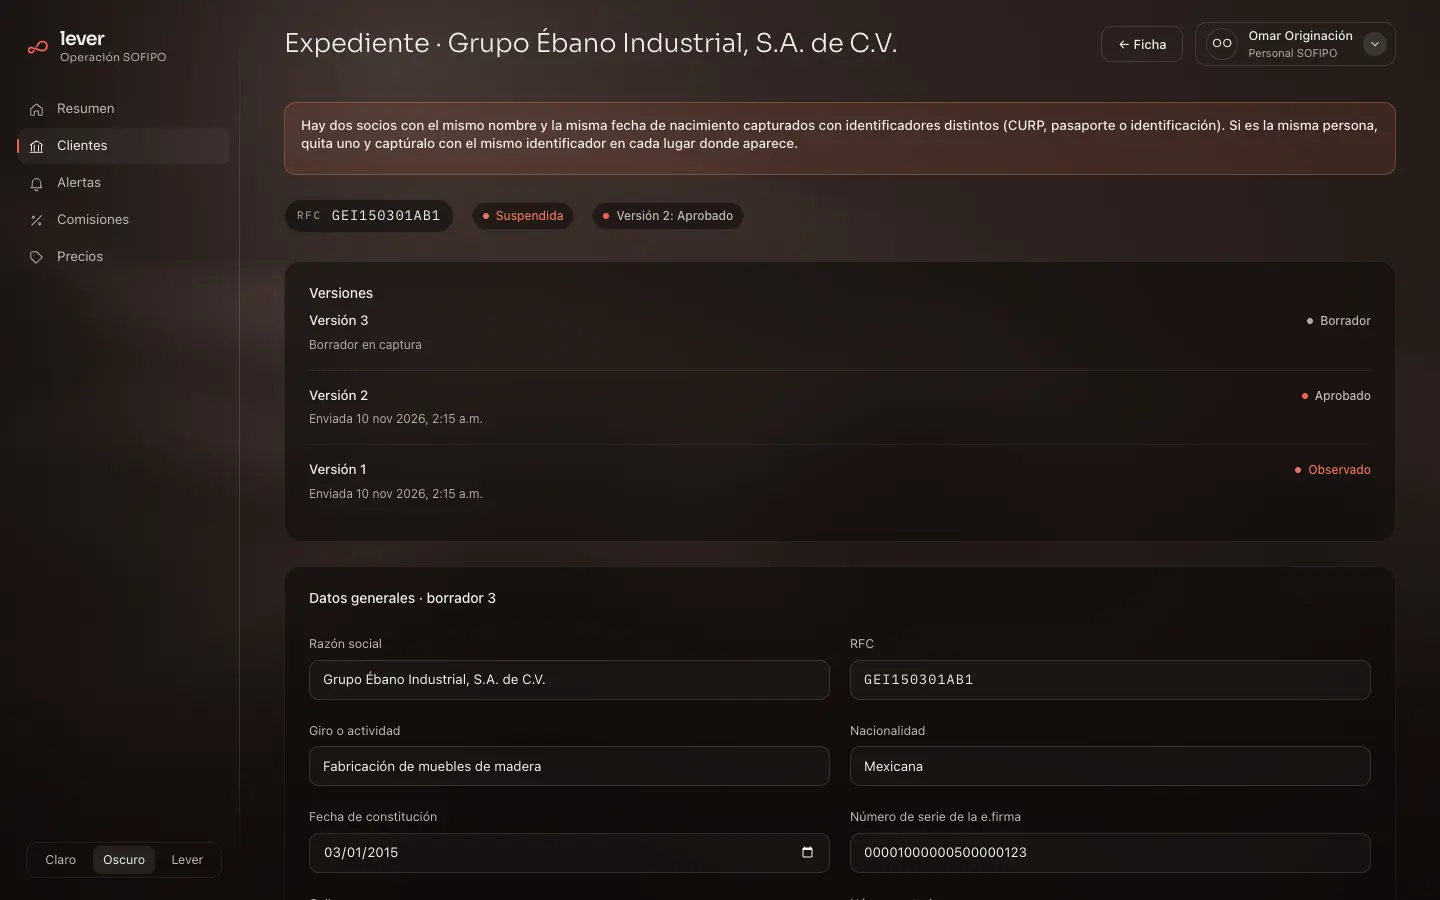 lever
Operación SOFIPO
Resumen
Clientes
Alertas
Comisiones
Precios
Claro
Oscuro
Lever
Expediente · Grupo Ébano Industrial, S.A. de C.V.
← Ficha
OO
Omar Originación
Personal SOFIPO
Hay dos socios con el mismo nombre y la misma fecha de nacimiento capturados con identificadores distintos (CURP, pasaporte o identificación). Si es la misma persona,
quita uno y captúralo con el mismo identificador en cada lugar donde aparece.
RFC GEI150301AB1
Suspendida
Versión 2: Aprobado
Versiones
Versión 3
Borrador
Borrador en captura
Versión 2
Aprobado
Enviada 10 nov 2026, 2:15 a.m.
Versión 1
Observado
Enviada 10 nov 2026, 2:15 a.m.
Datos generales · borrador 3
Razón social
RFC
Grupo Ébano Industrial, S.A. de C.V.
GEI150301AB1
Giro o actividad
Nacionalidad
Fabricación de muebles de madera
Mexicana
Fecha de constitución
Número de serie de la e.firma
03/01/2015
00001000000500000123